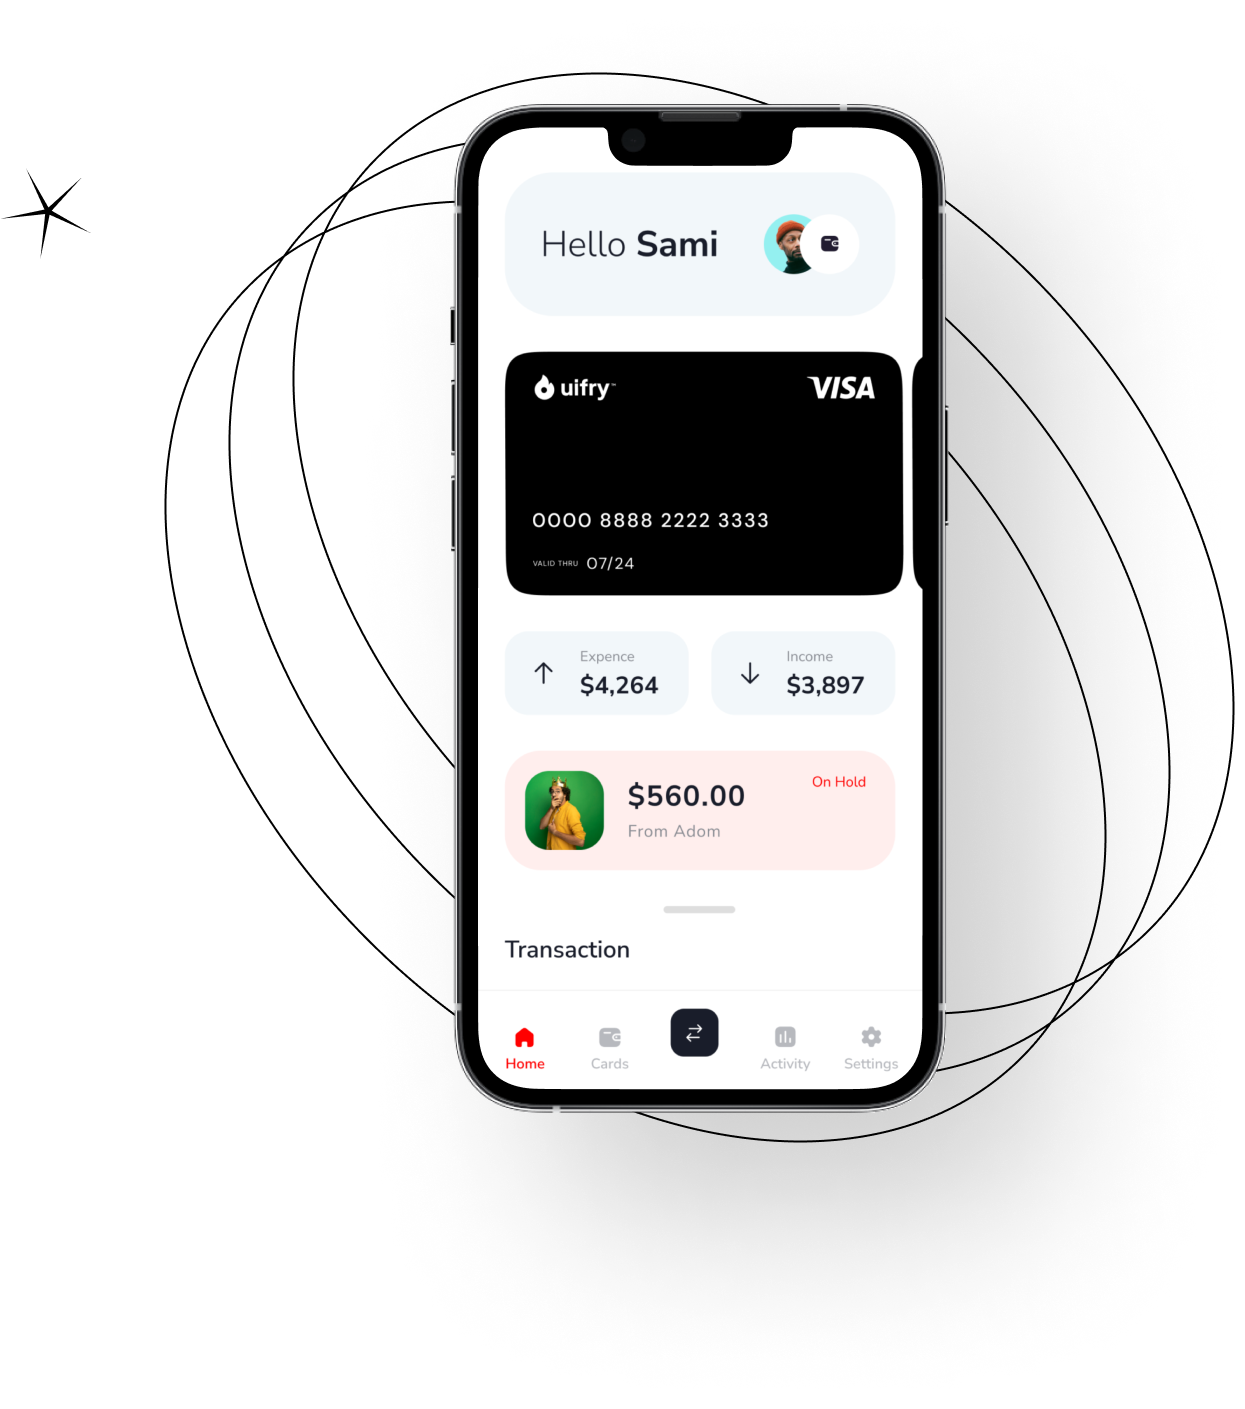 Hello Sami
uifry™
VISA
0000 8888 2222 3333
VALID THRU 07/24
Expence
$4,264
Income
$3,897
$560.00
On Hold
From Adom
Transaction
Home
Cards
Activity
Settings